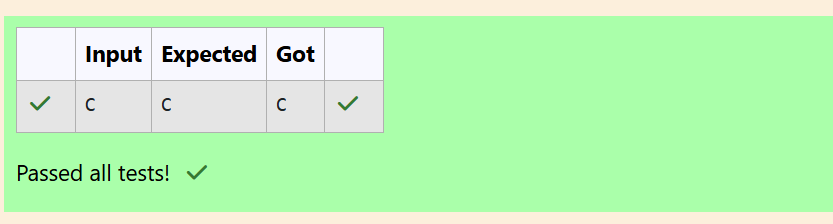 Input Expected Got
C C C
Passed all tests!